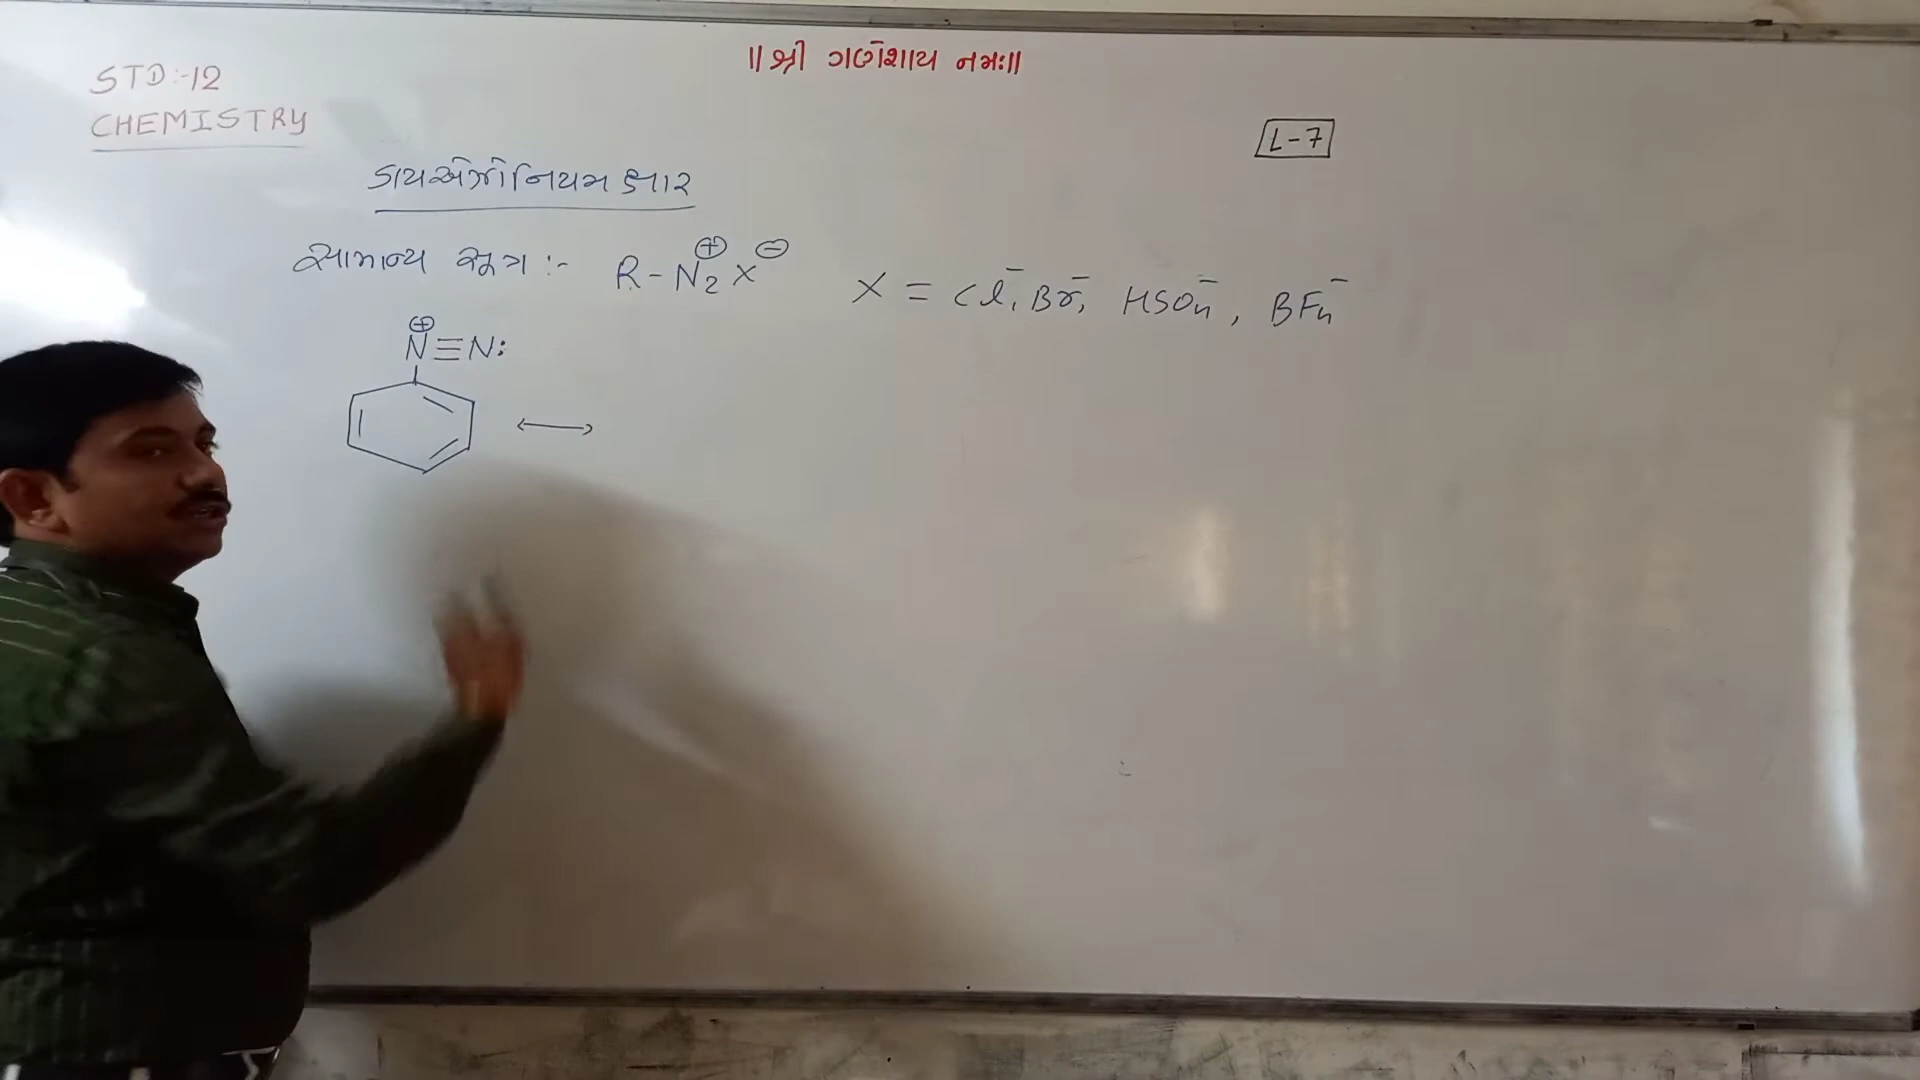 ॥ શ્રી ગણેશાય નમઃ॥
STD:-12
CHEMISTRY
L-7
ડાયએઝોનિયમ ક્ષાર
સામાન્ય સૂત્ર :- R-N₂⊕ X⊖ X = Cl⁻, Br⁻, HSO₄⁻, BF₄⁻
⊕
N≡N:
⟷